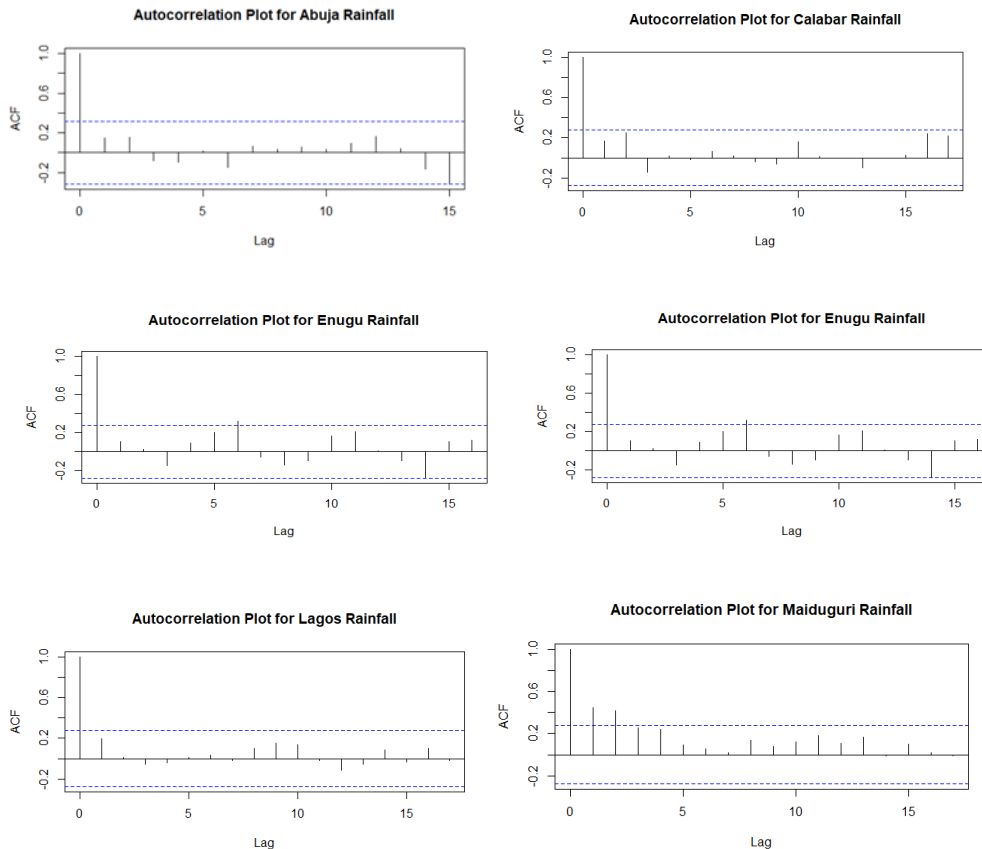 Autocorrelation Plot for Abuja Rainfall
ACF
1.0
0.6
0.2
-0.2
0 5 10 15
Lag
Autocorrelation Plot for Calabar Rainfall
ACF
1.0
0.6
0.2
-0.2
0 5 10 15
Lag
Autocorrelation Plot for Enugu Rainfall
ACF
1.0
0.6
0.2
-0.2
0 5 10 15
Lag
Autocorrelation Plot for Enugu Rainfall
ACF
1.0
0.6
0.2
-0.2
0 5 10 15
Lag
Autocorrelation Plot for Lagos Rainfall
ACF
1.0
0.6
0.2
-0.2
0 5 10 15
Lag
Autocorrelation Plot for Maiduguri Rainfall
ACF
1.0
0.6
0.2
-0.2
0 5 10 15
Lag